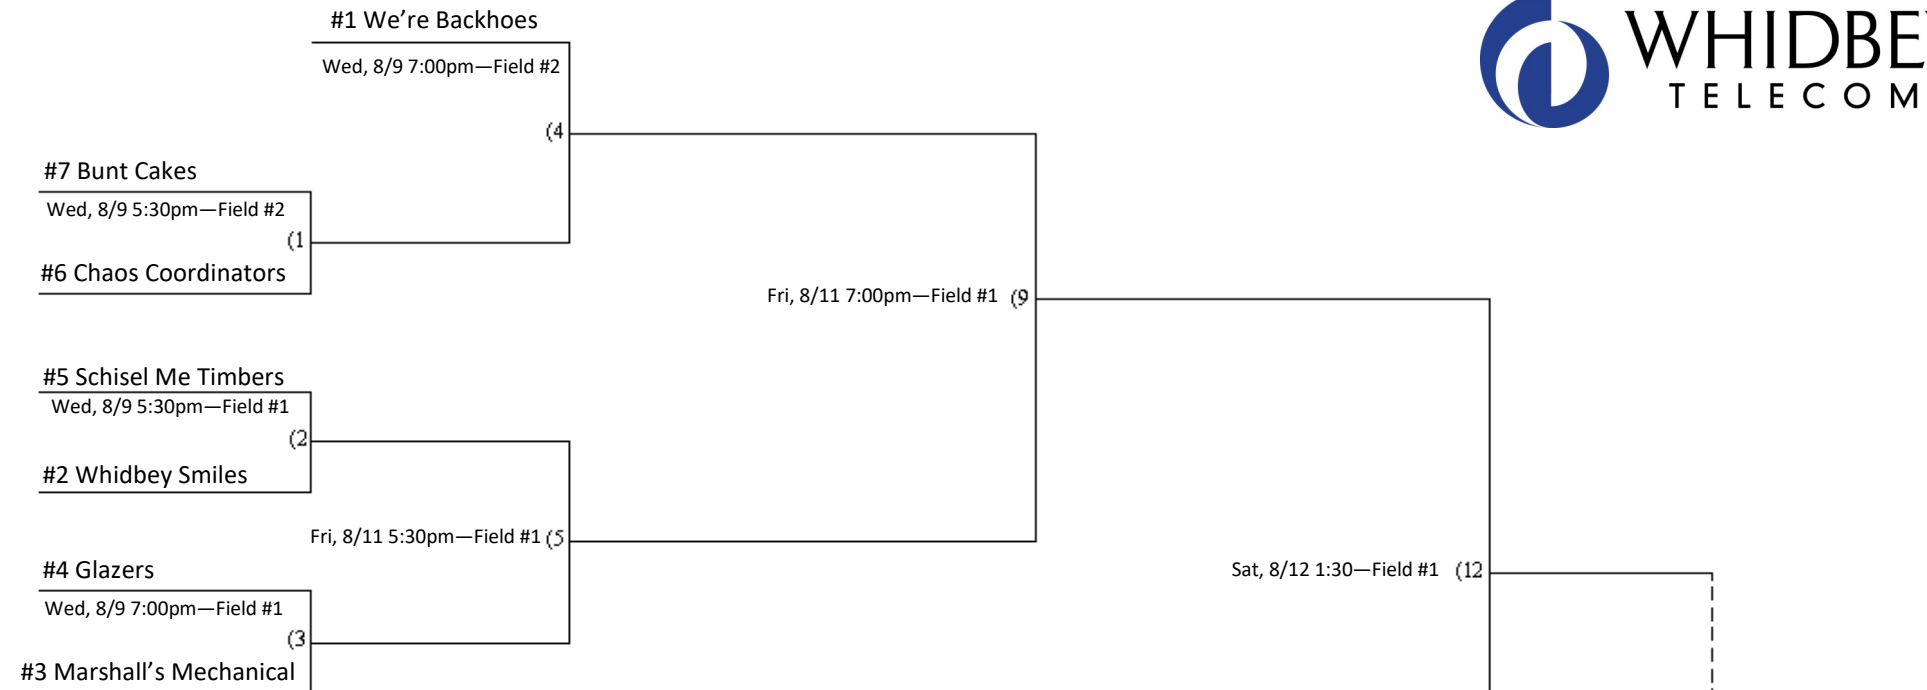 #1 We’re Backhoes
Wed, 8/9 7:00pm—Field #2
(4
#7 Bunt Cakes
Wed, 8/9 5:30pm—Field #2
(1
#6 Chaos Coordinators
Fri, 8/11 7:00pm—Field #1 (9
#5 Schisel Me Timbers
Wed, 8/9 5:30pm—Field #1
(2
#2 Whidbey Smiles
Fri, 8/11 5:30pm—Field #1 (5
#4 Glazers
Wed, 8/9 7:00pm—Field #1
(3
#3 Marshall’s Mechanical
Sat, 8/12 1:30—Field #1 (12
WHIDBEY
TELECOM